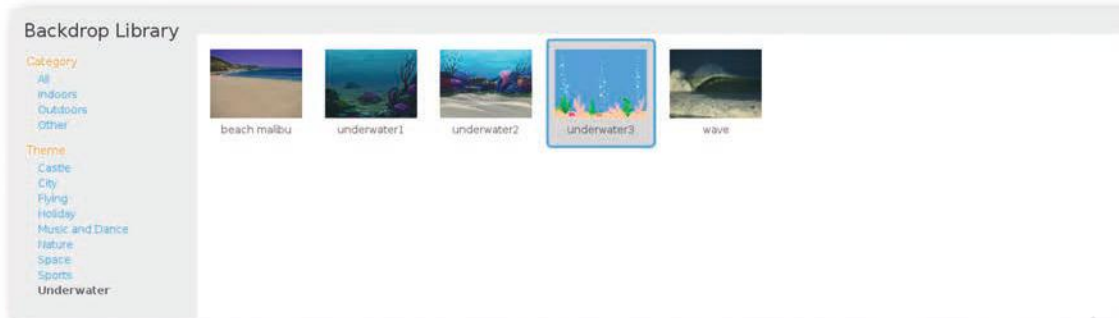 Backdrop Library
Category
All
Indoors
Outdoors
Other
Theme
Castle
City
Flying
Holiday
Music and Dance
Nature
Space
Sports
Underwater
beach malibu
underwater1
underwater2
underwater3
wave